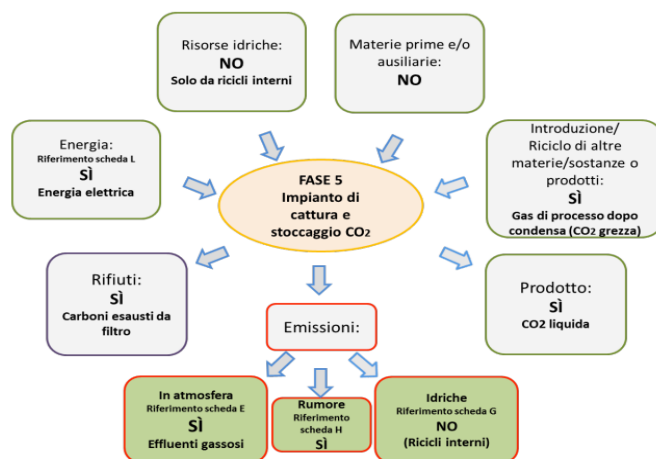 Risorse idriche:
NO
Solo da ricicli interni
Materie prime e/o
ausiliarie:
NO
Energia:
Riferimento scheda L
SÌ
Energia elettrica
FASE 5
Impianto di
cattura e
stoccaggio CO2
Introduzione/
Riciclo di altre
materie/sostanze o
prodotti:
SÌ
Gas di processo dopo
condensa (CO2 grezza)
Rifiuti:
SÌ
Carboni esausti da
filtro
Emissioni:
Prodotto:
SÌ
CO2 liquida
In atmosfera
Riferimento scheda E
SÌ
Effluenti gassosi
Rumore
Riferimento
scheda H
SÌ
Idriche
Riferimento scheda G
NO
(Ricicli interni)